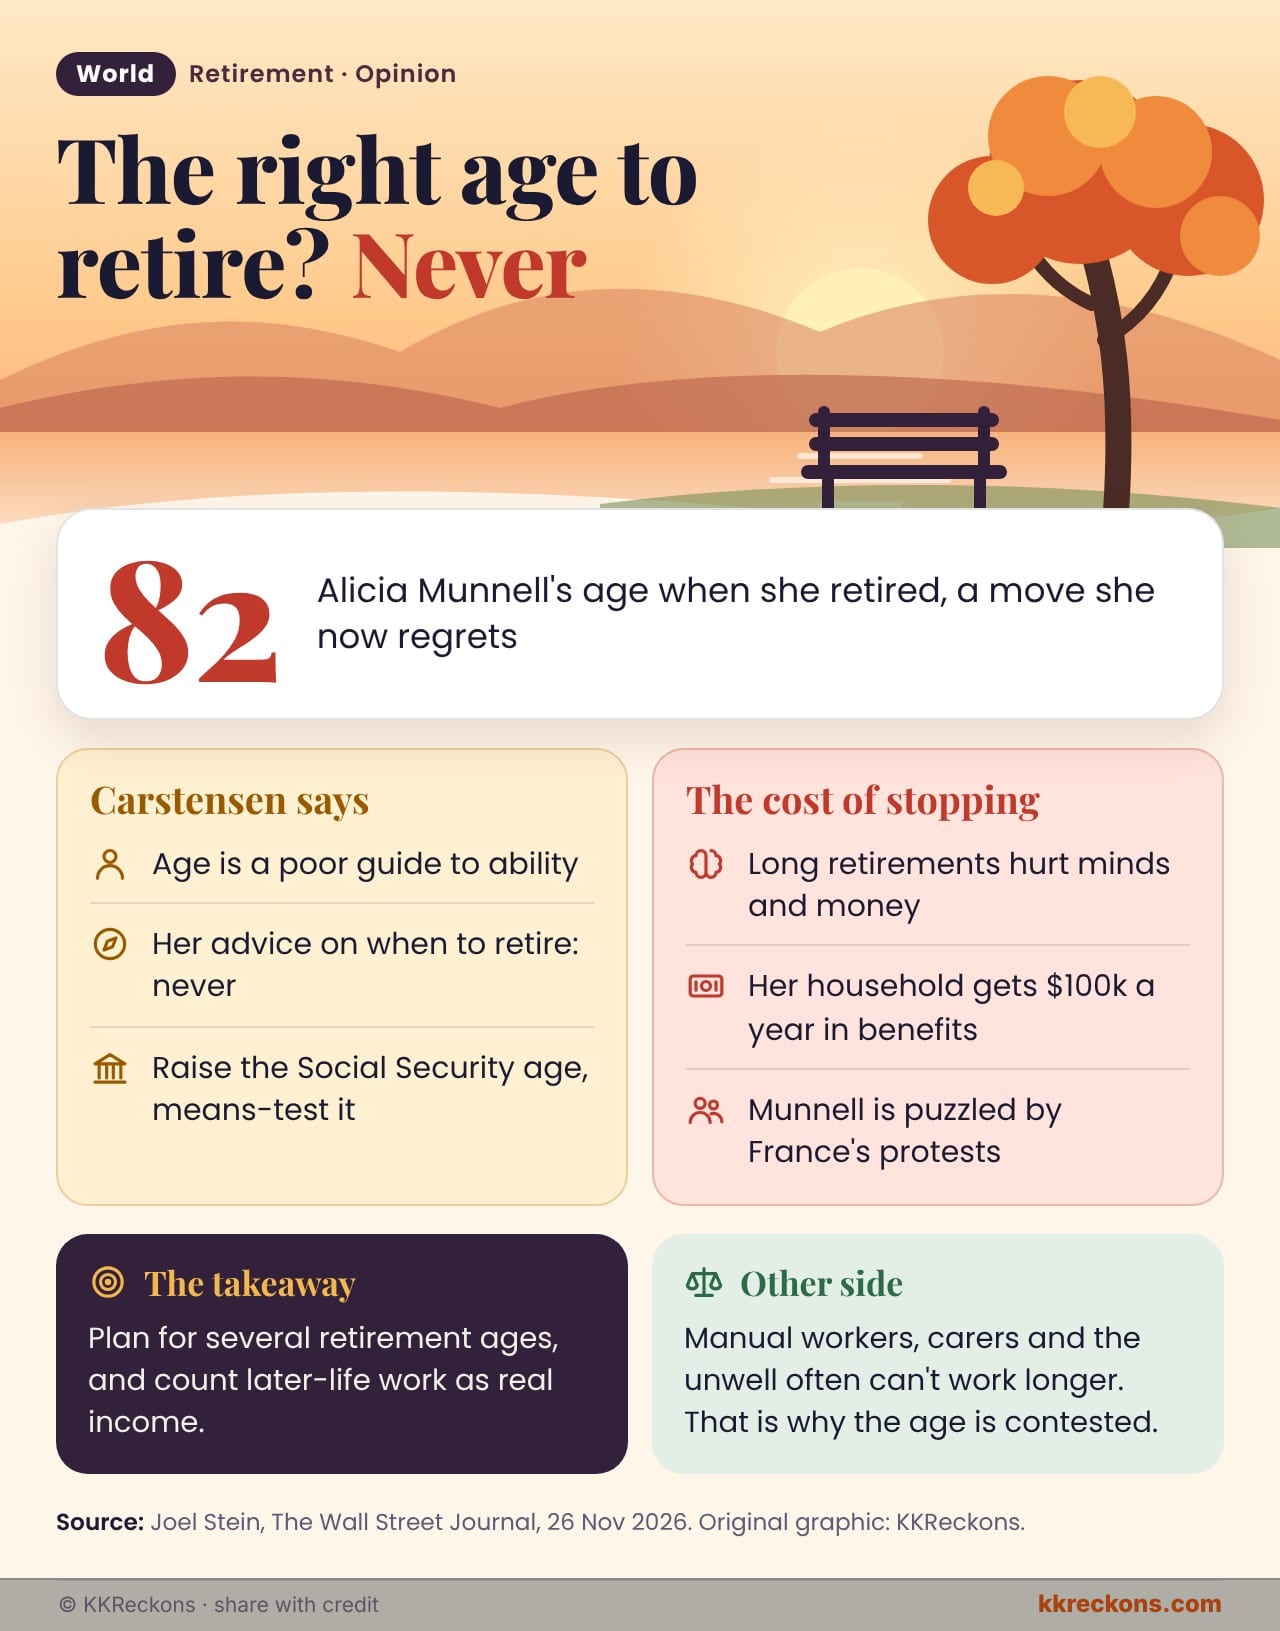 World Retirement · Opinion
The right age to
retire? Never
82
Alicia Munnell's age when she retired, a move she
now regrets
Carstensen says
Age is a poor guide to ability
Her advice on when to retire:
never
Raise the Social Security age,
means-test it
The cost of stopping
Long retirements hurt minds
and money
Her household gets $100k a
year in benefits
Munnell is puzzled by
France's protests
The takeaway
Plan for several retirement ages,
and count later-life work as real
income.
Other side
Manual workers, carers and the
unwell often can't work longer.
That is why the age is contested.
Source: Joel Stein, The Wall Street Journal, 26 Nov 2026. Original graphic: KKReckons.
© KKReckons · share with credit
kkreckons.com